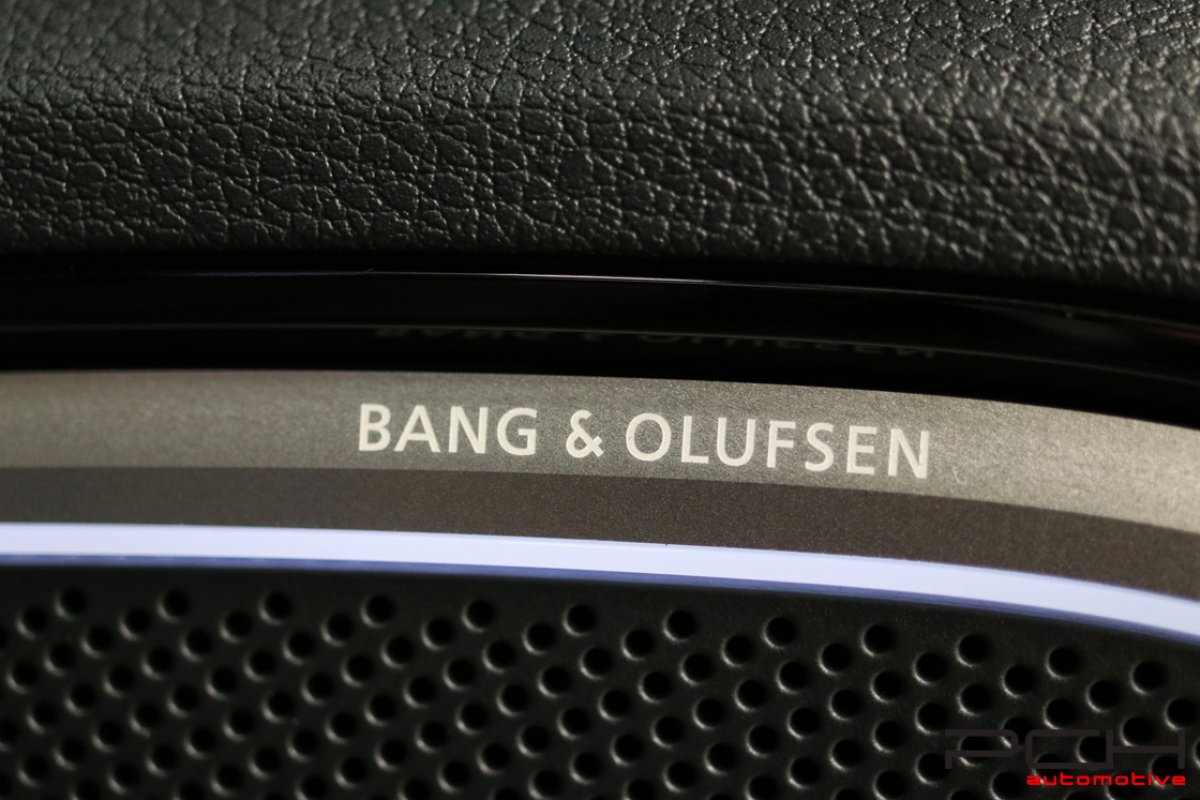 BANG & OLUFSEN
PCH
automotive